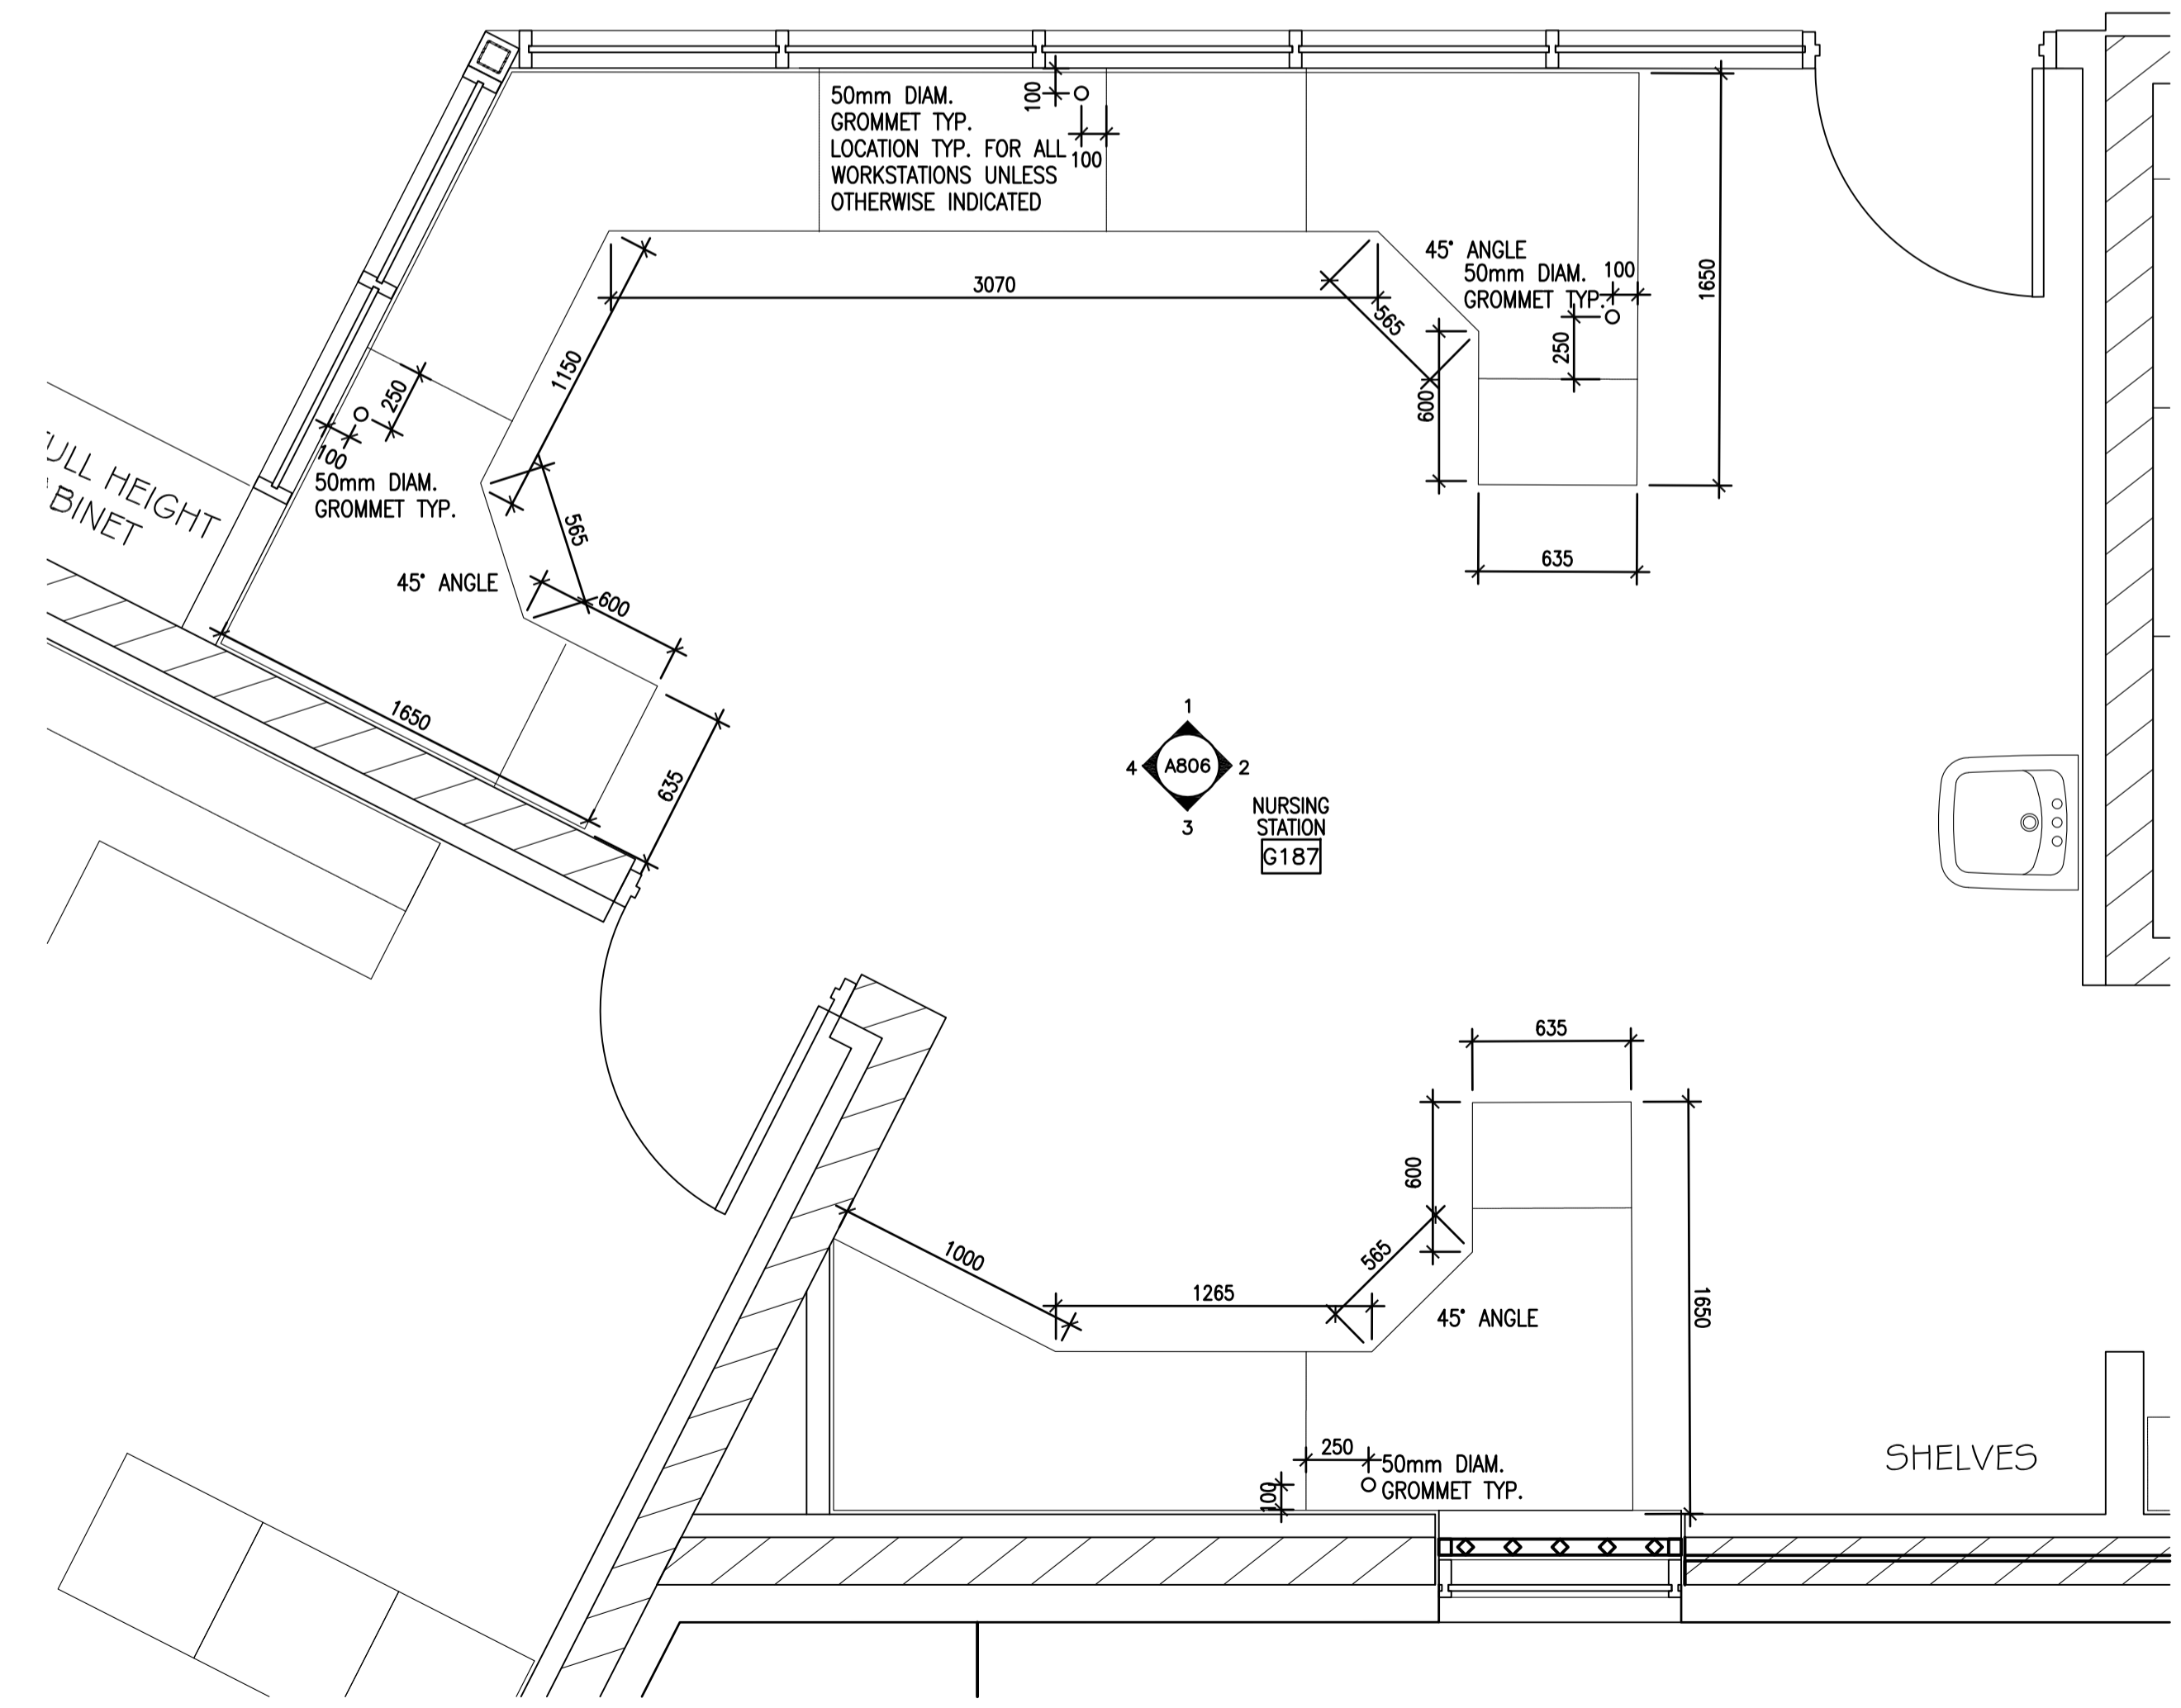 50mm DIAM.
GROMMET TYP.
LOCATION TYP. FOR ALL
WORKSTATIONS UNLESS
OTHERWISE INDICATED
100
100
45° ANGLE
50mm DIAM.
GROMMET TYP.
100
250
1650
3070
565
600
635
1150
250
100
50mm DIAM.
GROMMET TYP.
FULL HEIGHT
565
45° ANGLE
600
1650
635
1
4
A806
2
3
NURSING
STATION
G187
635
600
565
1000
1265
45° ANGLE
1650
250
100
50mm DIAM.
GROMMET TYP.
SHELVES